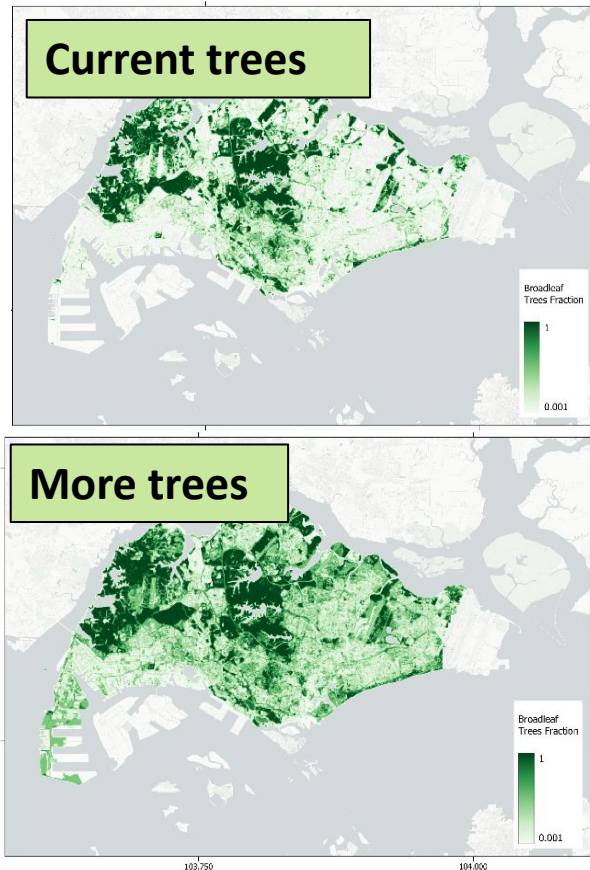 Current trees
Broadleaf
Trees Fraction
1
0.001
More trees
Broadleaf
Trees Fraction
1
0.001
103.750
104.000